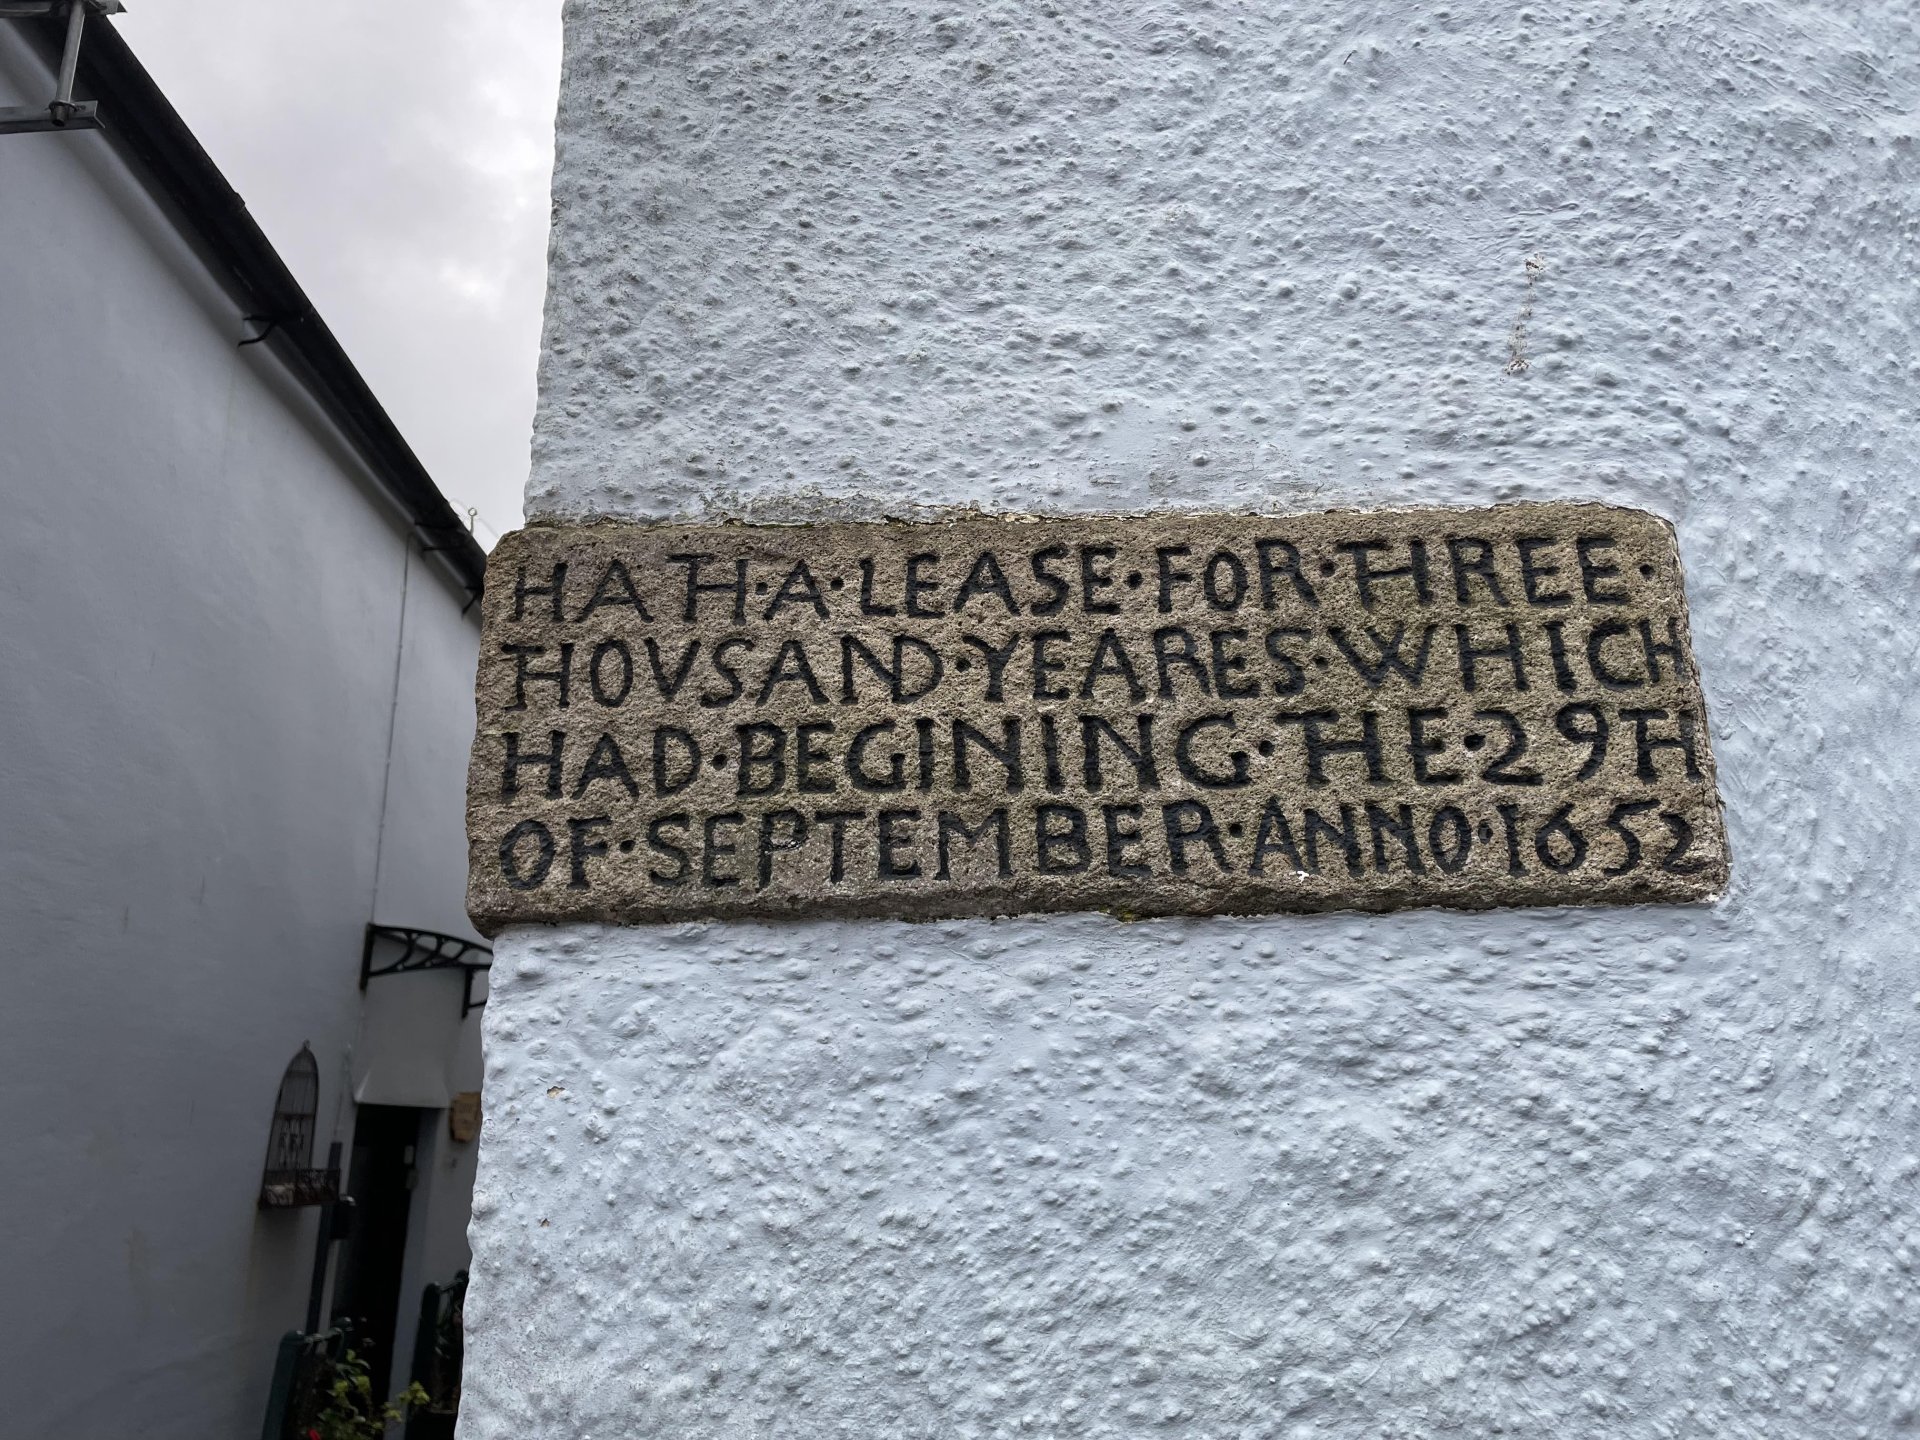 HATH·A·LEASE·FOR·THREE·
THOVSAND·YEARES·WHICH
HAD·BEGINING·THE·29TH
OF·SEPTEMBER·ANNO·1652